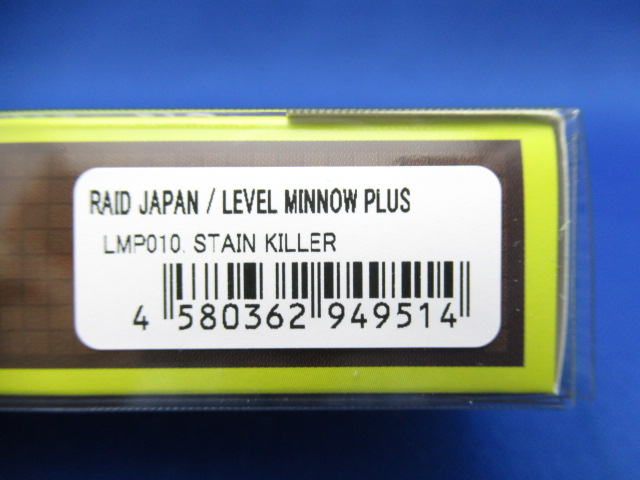 RAID JAPAN / LEVEL MINNOW PLUS
LMP010. STAIN KILLER
4 580362 949514